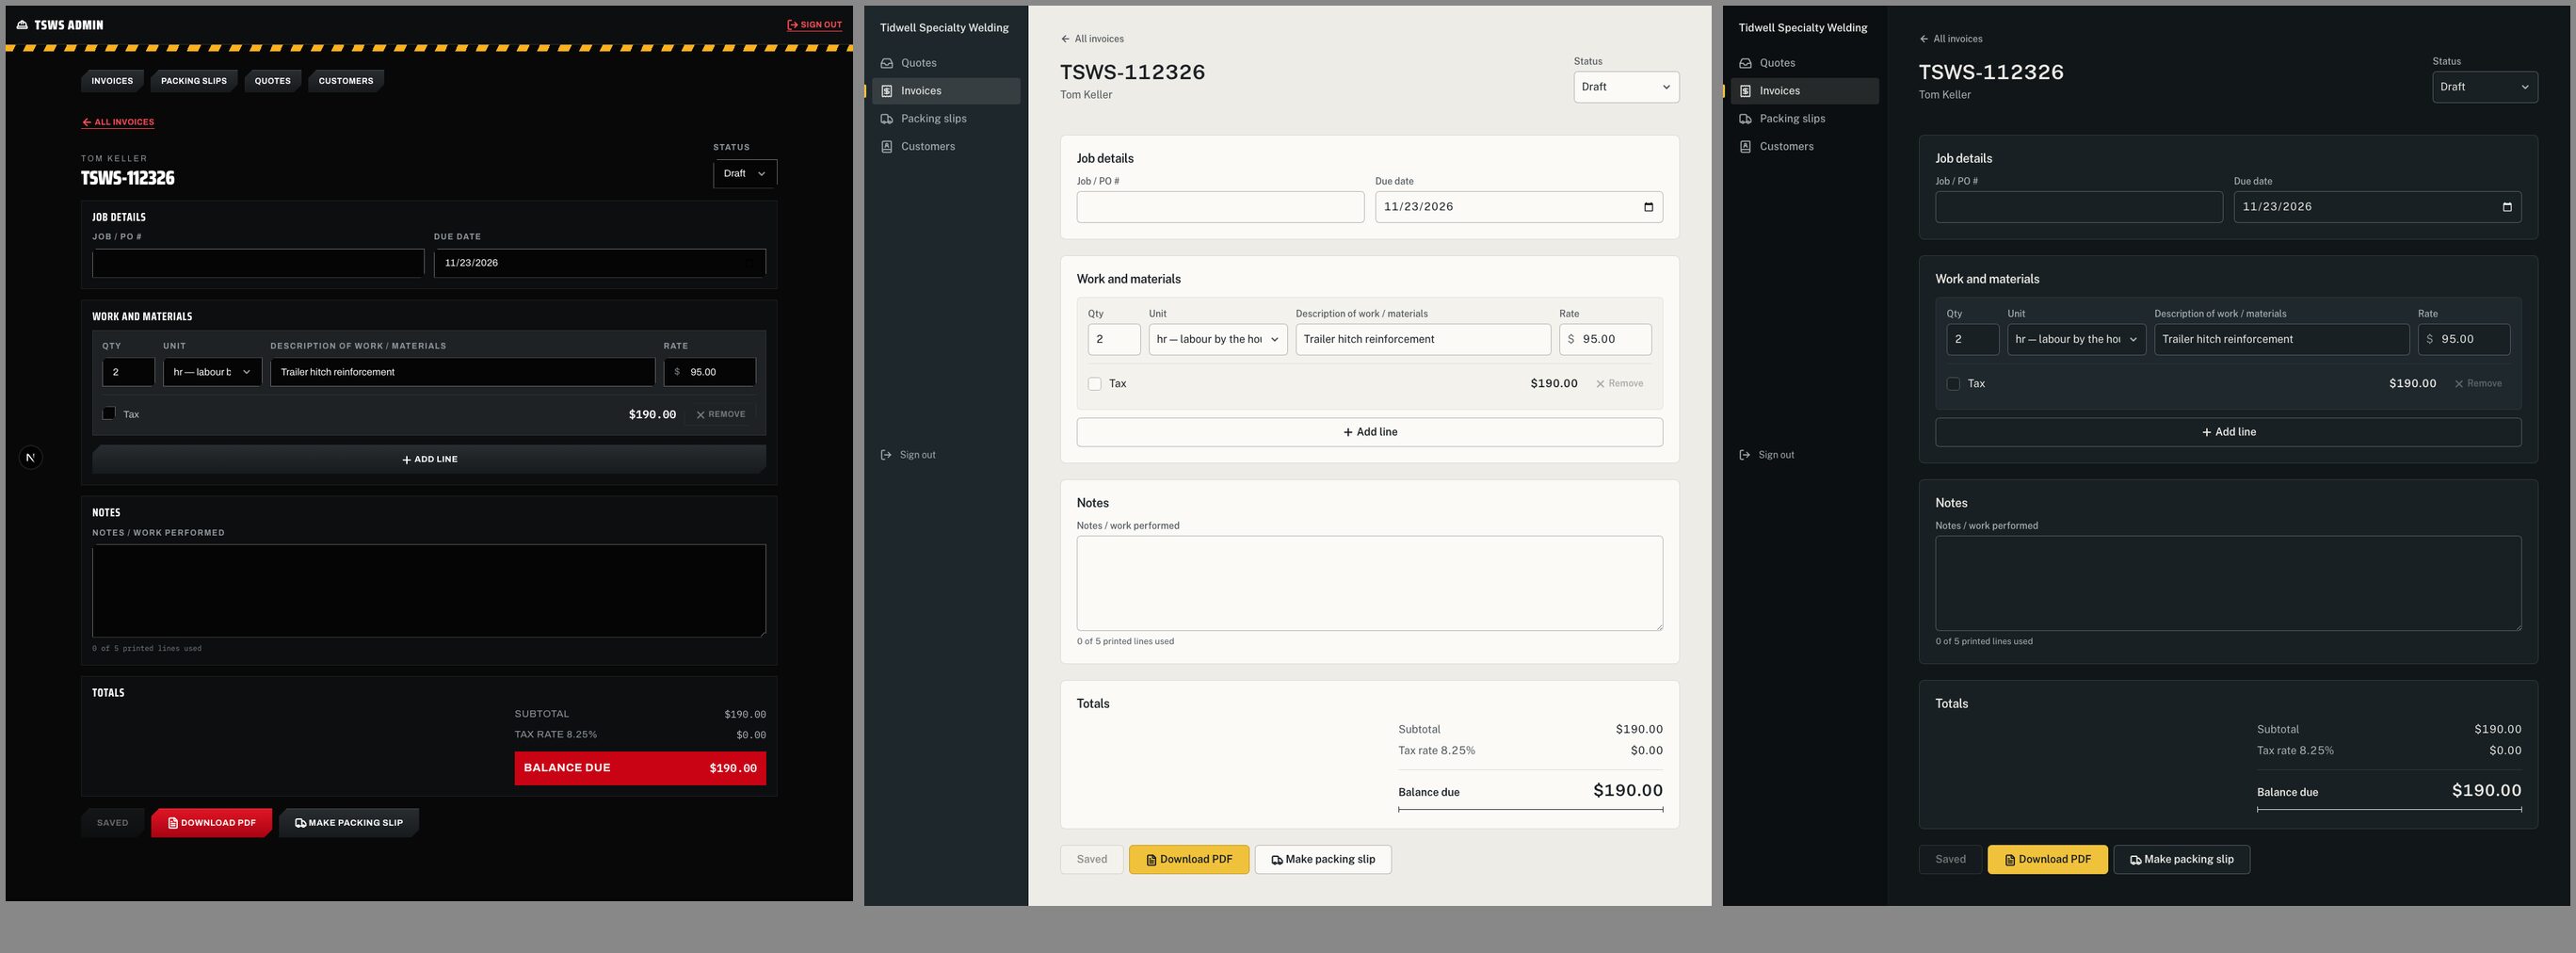 TSWS ADMIN
SIGN OUT
INVOICES
PACKING SLIPS
QUOTES
CUSTOMERS
ALL INVOICES
TOM KELLER
TSWS-112326
STATUS
Draft
JOB DETAILS
JOB / PO #
DUE DATE
11/23/2026
WORK AND MATERIALS
QTY
UNIT
DESCRIPTION OF WORK / MATERIALS
RATE
2
hr — labour b
Trailer hitch reinforcement
$ 95.00
Tax
$190.00
REMOVE
+ ADD LINE
N
NOTES
NOTES / WORK PERFORMED
0 of 5 printed lines used
TOTALS
SUBTOTAL
$190.00
TAX RATE 8.25%
$0.00
BALANCE DUE
$190.00
SAVED
DOWNLOAD PDF
MAKE PACKING SLIP
Tidwell Specialty Welding
Quotes
Invoices
Packing slips
Customers
Sign out
All invoices
TSWS-112326
Tom Keller
Status
Draft
Job details
Job / PO #
Due date
11/23/2026
Work and materials
Qty
Unit
Description of work / materials
Rate
2
hr — labour by the hou
Trailer hitch reinforcement
$ 95.00
Tax
$190.00
Remove
+ Add line
Notes
Notes / work performed
0 of 5 printed lines used
Totals
Subtotal
$190.00
Tax rate 8.25%
$0.00
Balance due
$190.00
Saved
Download PDF
Make packing slip
Tidwell Specialty Welding
Quotes
Invoices
Packing slips
Customers
Sign out
All invoices
TSWS-112326
Tom Keller
Status
Draft
Job details
Job / PO #
Due date
11/23/2026
Work and materials
Qty
Unit
Description of work / materials
Rate
2
hr — labour by the hou
Trailer hitch reinforcement
$ 95.00
Tax
$190.00
Remove
+ Add line
Notes
Notes / work performed
0 of 5 printed lines used
Totals
Subtotal
$190.00
Tax rate 8.25%
$0.00
Balance due
$190.00
Saved
Download PDF
Make packing slip